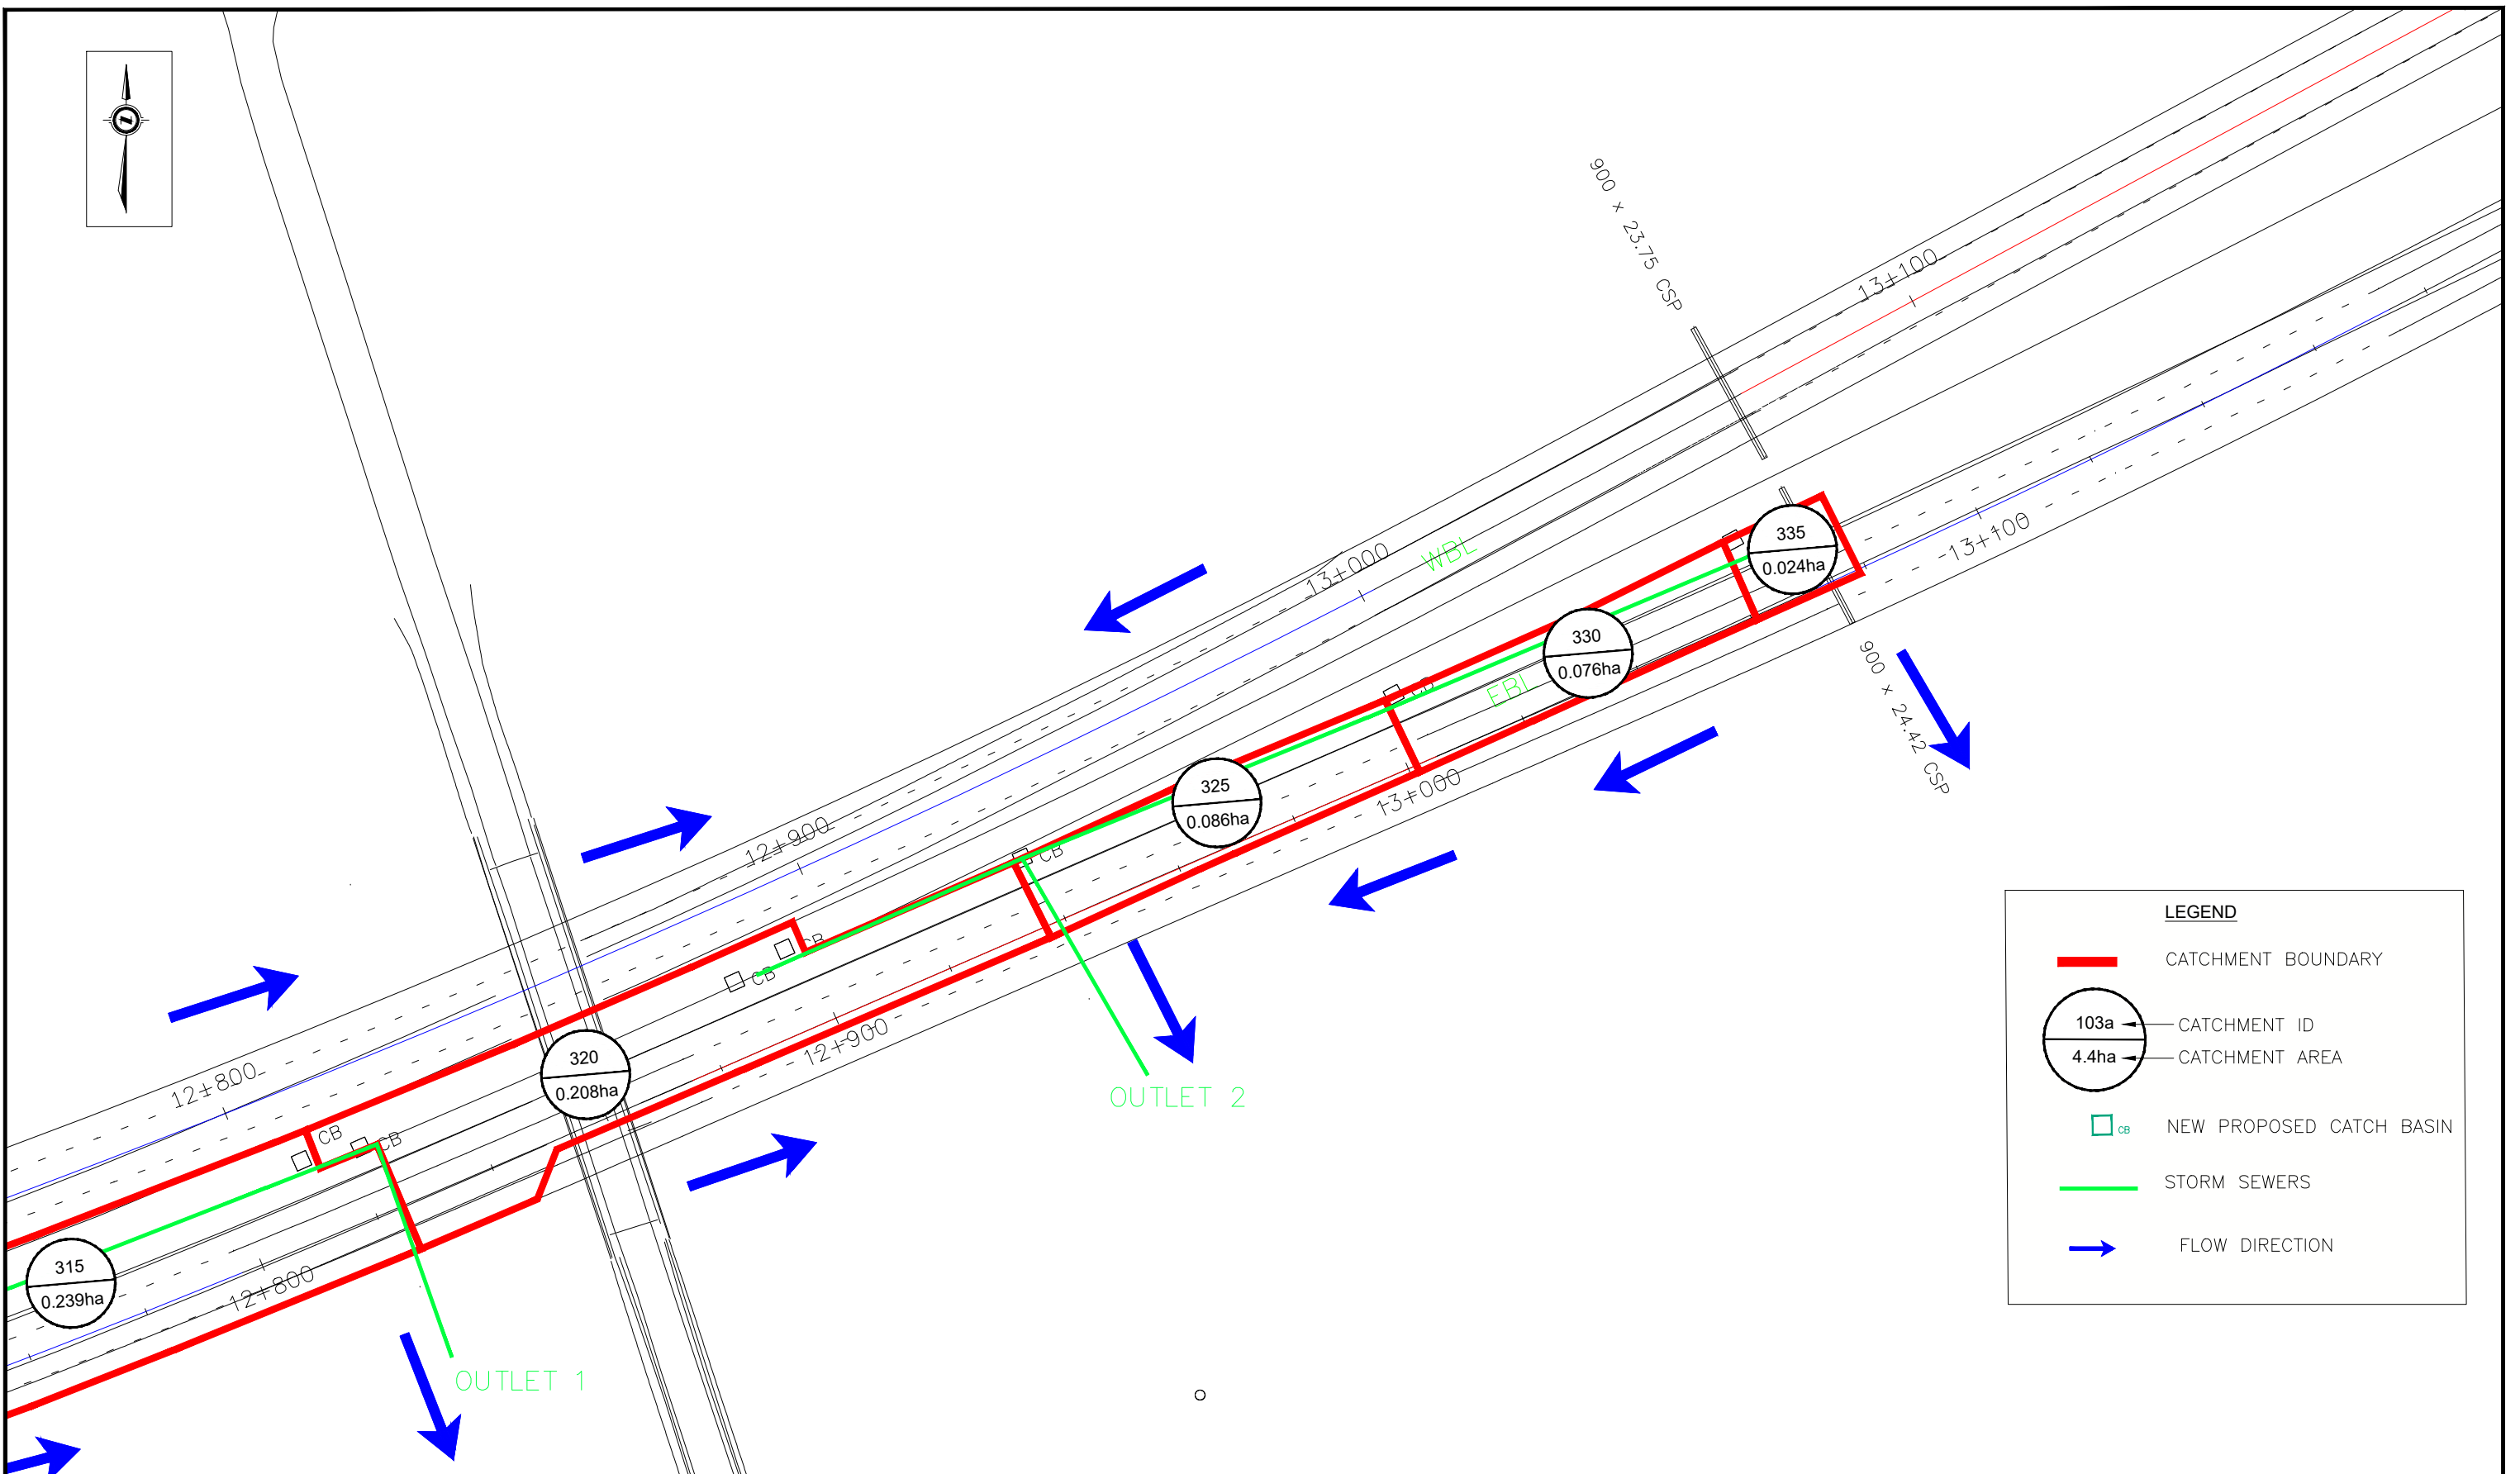 900 x 23.75 CSP
13+100
WBL
13+000
335
0.024ha
13+100
330
0.076ha
CB
EBL
900 x 24.42 CSP
325
0.086ha
13+000
12+900
CB
CB
CB
320
0.208ha
12+900
OUTLET 2
12+800
CB
CB
315
0.239ha
12+800
OUTLET 1
LEGEND
CATCHMENT BOUNDARY
103a
CATCHMENT ID
4.4ha
CATCHMENT AREA
CB
NEW PROPOSED CATCH BASIN
STORM SEWERS
FLOW DIRECTION